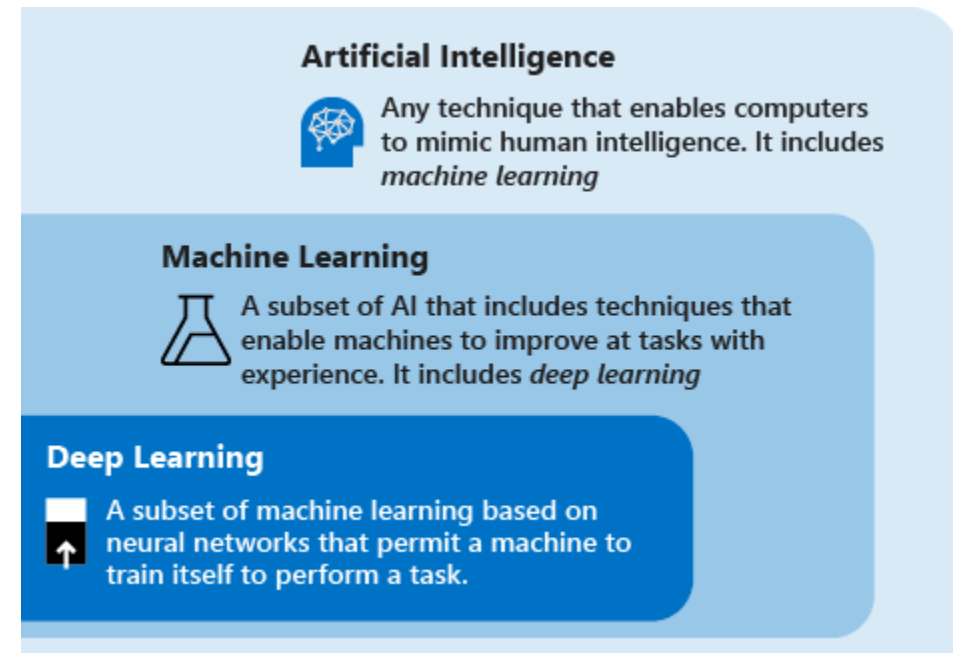 Artificial Intelligence
Any technique that enables computers
to mimic human intelligence. It includes
machine learning
Machine Learning
A subset of AI that includes techniques that
enable machines to improve at tasks with
experience. It includes deep learning
Deep Learning
A subset of machine learning based on
neural networks that permit a machine to
train itself to perform a task.